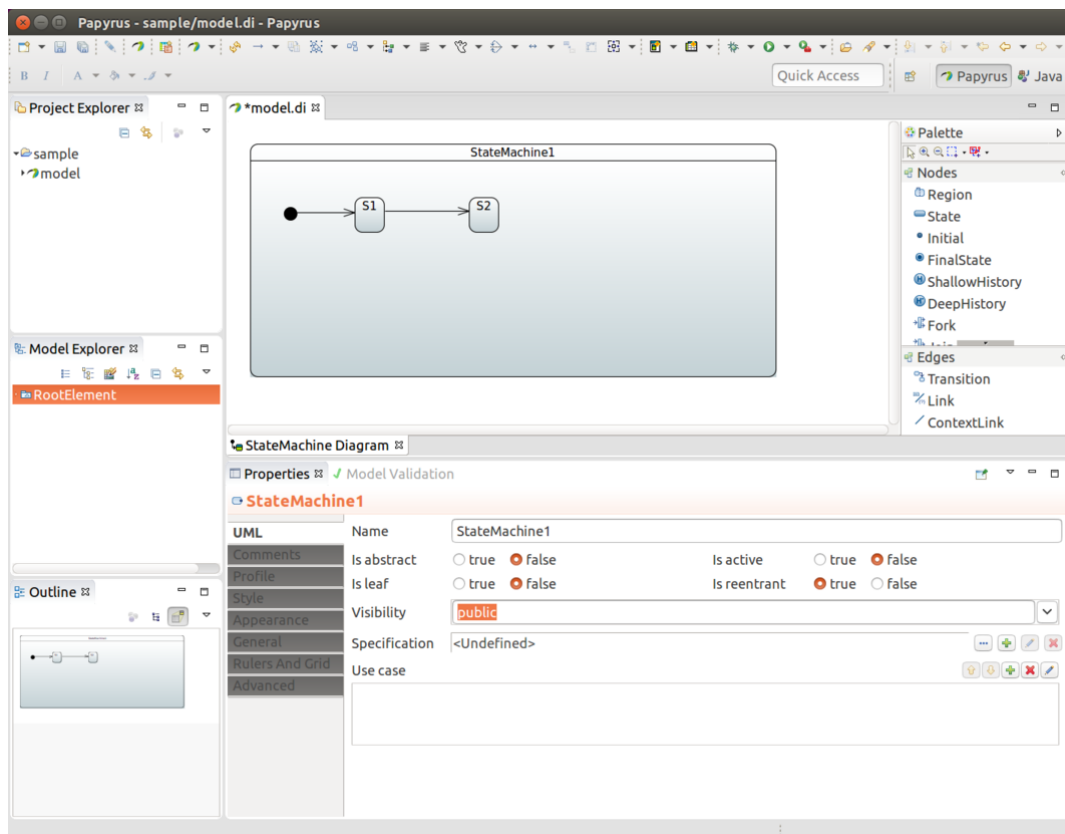 Papyrus - sample/model.di - Papyrus
B I A
Quick Access
Papyrus
Java
Project Explorer
sample
model
*model.di
StateMachine1
S1
S2
Palette
Nodes
Region
State
Initial
FinalState
ShallowHistory
DeepHistory
Fork
Edges
Transition
Link
ContextLink
Model Explorer
RootElement
StateMachine Diagram
Outline
Properties
Model Validation
StateMachine1
UML
Comments
Profile
Style
Appearance
General
Rulers And Grid
Advanced
Name StateMachine1
Is abstract true false Is active true false
Is leaf true false Is reentrant true false
Visibility public
Specification <Undefined>
Use case